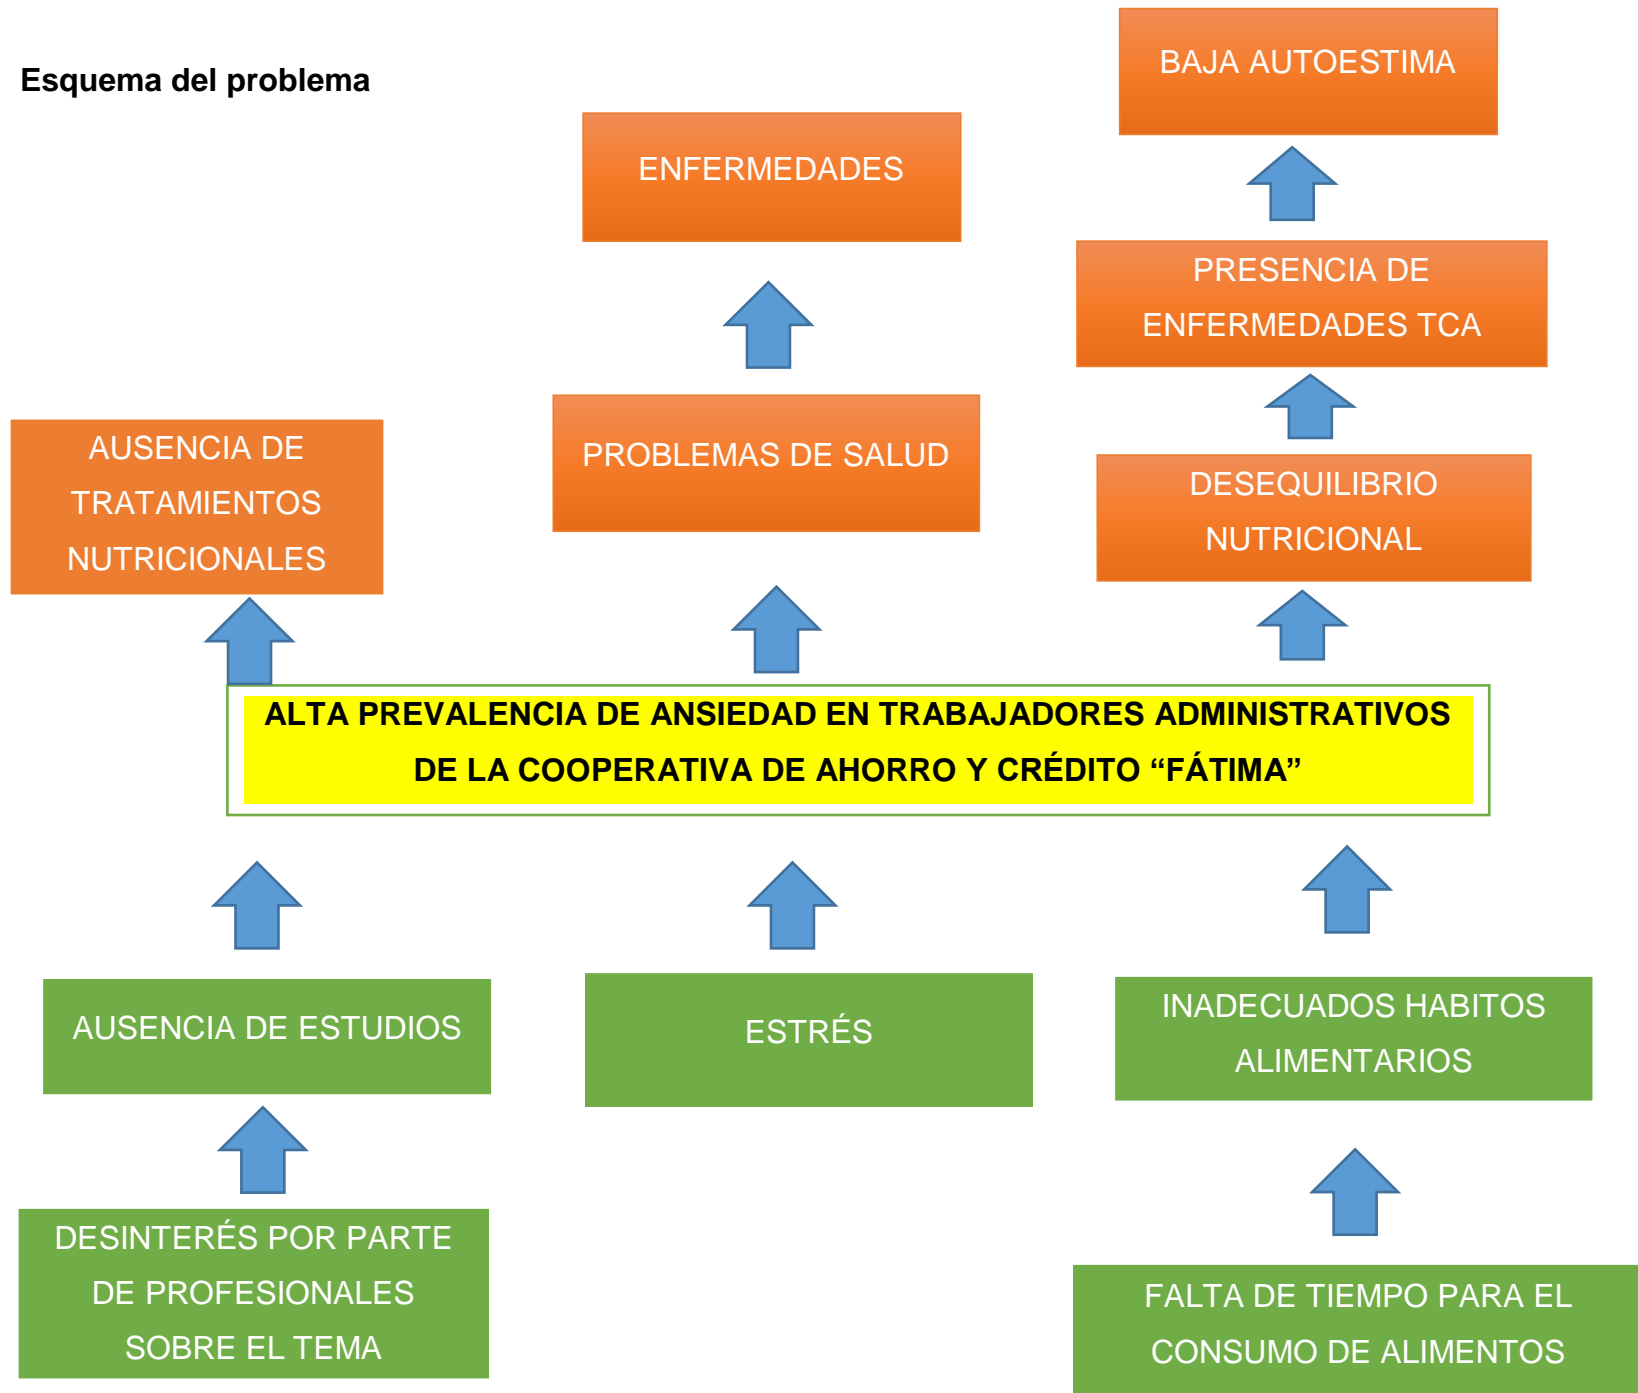 Esquema del problema
BAJA AUTOESTIMA
ENFERMEDADES
PRESENCIA DE
ENFERMEDADES TCA
AUSENCIA DE
TRATAMIENTOS
NUTRICIONALES
PROBLEMAS DE SALUD
DESEQUILIBRIO
NUTRICIONAL
ALTA PREVALENCIA DE ANSIEDAD EN TRABAJADORES ADMINISTRATIVOS
DE LA COOPERATIVA DE AHORRO Y CRÉDITO “FÁTIMA”
AUSENCIA DE ESTUDIOS
ESTRÉS
INADECUADOS HABITOS
ALIMENTARIOS
DESINTERÉS POR PARTE
DE PROFESIONALES
SOBRE EL TEMA
FALTA DE TIEMPO PARA EL
CONSUMO DE ALIMENTOS